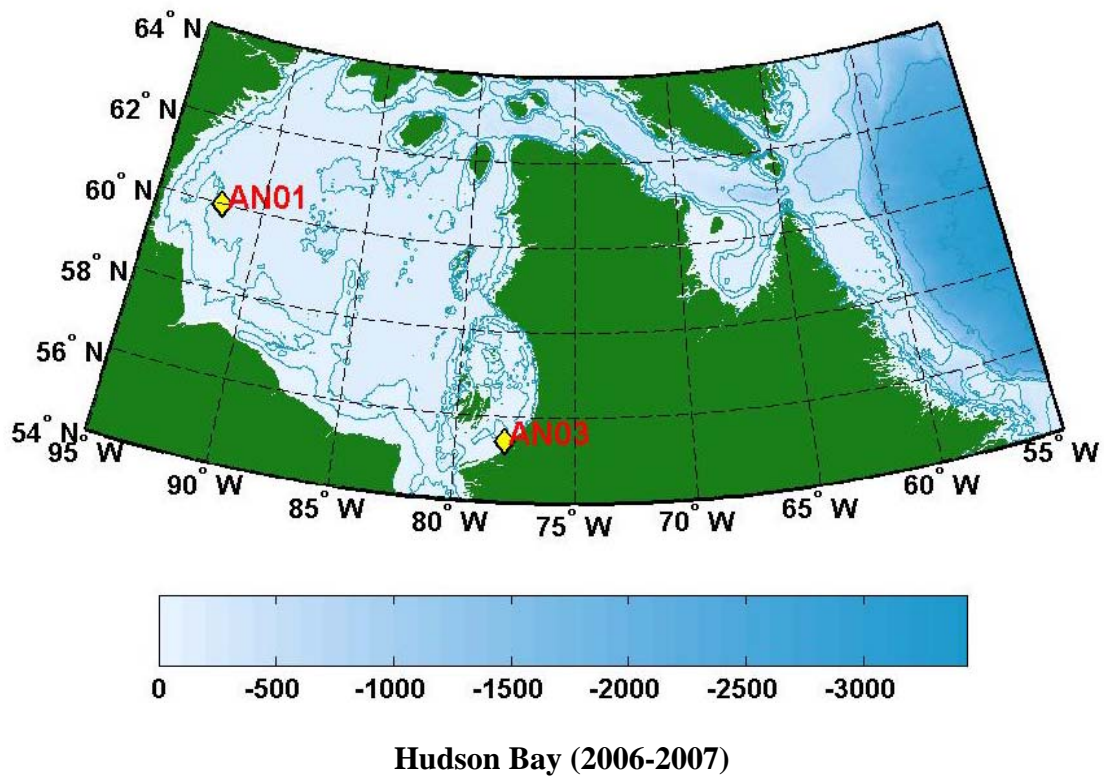 64° N
62° N
60° N
AN01
58° N
56° N
AN03
54° N
95° W
55° W
90° W
60° W
85° W
65° W
80° W
70° W
75° W
0 -500 -1000 -1500 -2000 -2500 -3000
Hudson Bay (2006-2007)